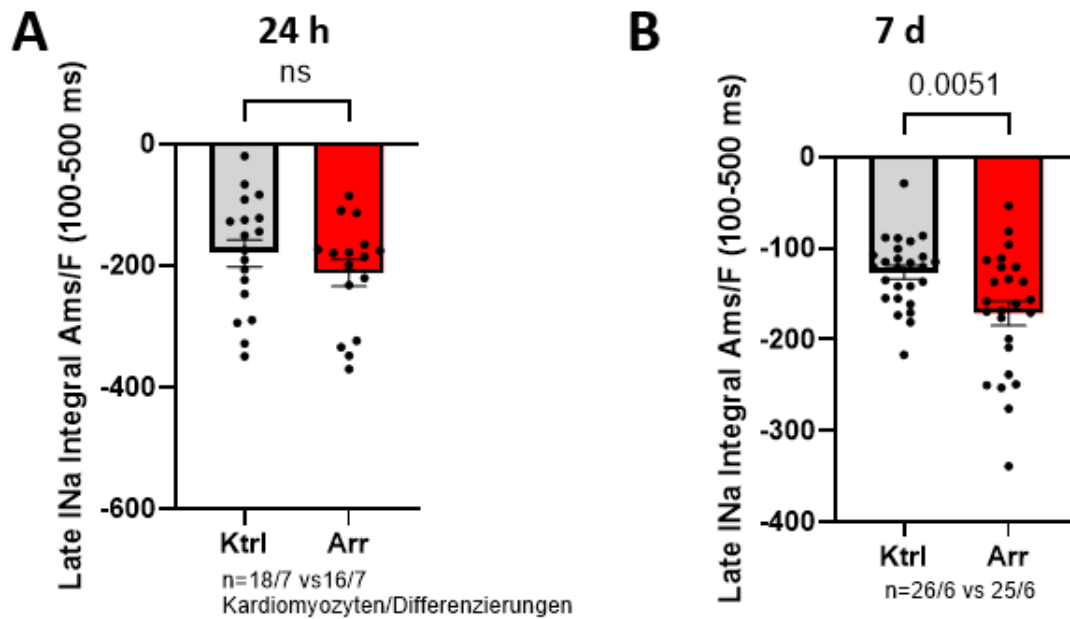 A
24 h
ns
Late INa Integral Ams/F (100-500 ms)
0
-200
-400
-600
Ktrl
Arr
n=18/7 vs16/7
Kardiomyozyten/Differenzierungen
B
7 d
0.0051
Late INa Integral Ams/F (100-500 ms)
0
-100
-200
-300
-400
Ktrl
Arr
n=26/6 vs 25/6